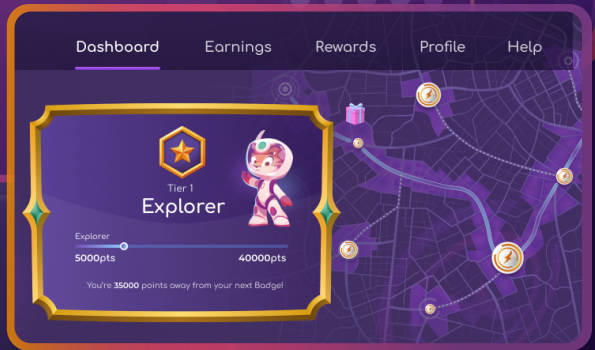 Dashboard Earnings Rewards Profile Help
Tier 1
Explorer
Explorer
5000pts 40000pts
You're 35000 points away from your next Badge!